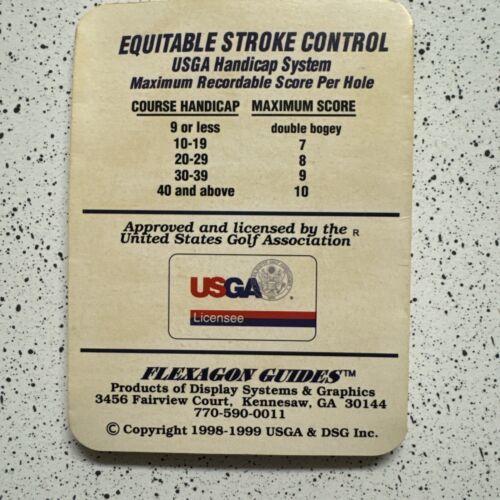 EQUITABLE STROKE CONTROL
USGA Handicap System
Maximum Recordable Score Per Hole
COURSE HANDICAP MAXIMUM SCORE
9 or less double bogey
10-19 7
20-29 8
30-39 9
40 and above 10
Approved and licensed by the R
United States Golf Association
USGA
Licensee
FLEXAGON GUIDES™
Products of Display Systems & Graphics
3456 Fairview Court, Kennesaw, GA 30144
770-590-0011
© Copyright 1998-1999 USGA & DSG Inc.